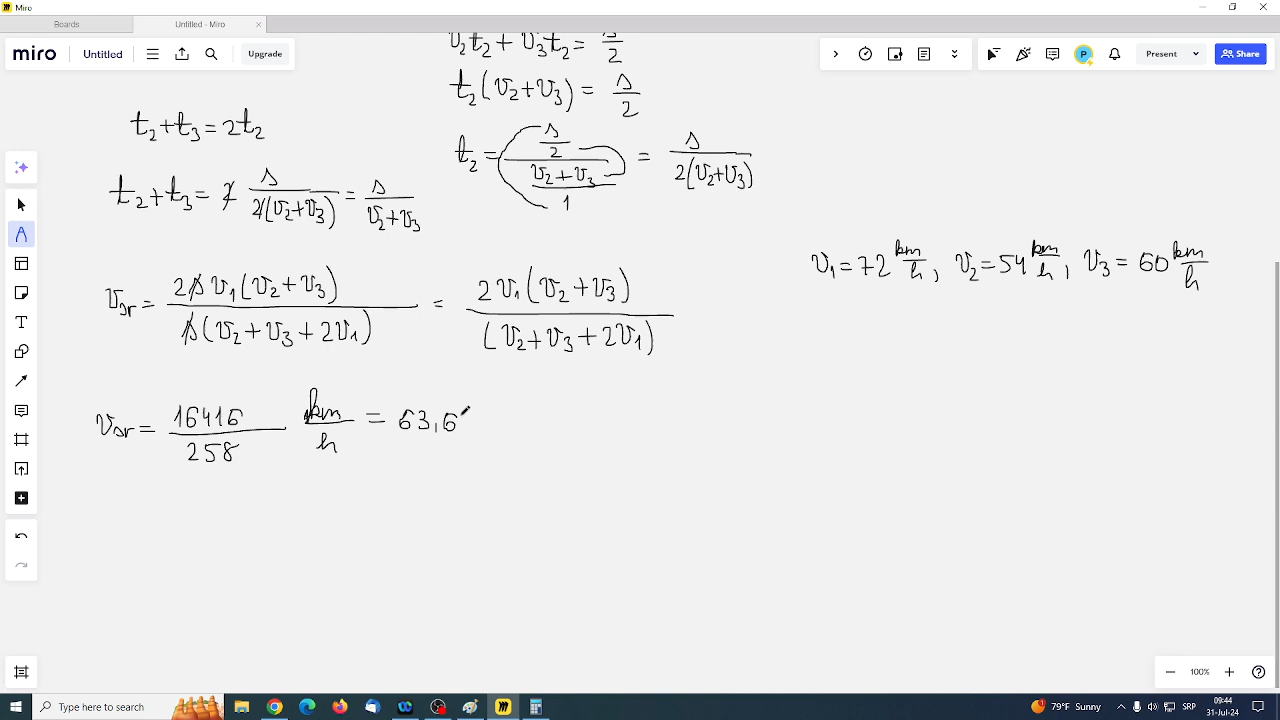 Miro
Boards
Untitled - Miro
miro Untitled Upgrade
Present Share
v₂t₂ + v₃t₂ = s/2
t₂(v₂+v₃) = s/2
t₂+t₃ = 2t₂
t₂ = (s/2)/((v₂+v₃)/1) = s/(2(v₂+v₃))
t₂+t₃ = 2 s/(2(v₂+v₃)) = s/(v₂+v₃)
v₁ = 72 km/h, v₂ = 54 km/h, v₃ = 60 km/h
vsr = 2s v₁(v₂+v₃)/(s(v₂+v₃+2v₁)) = 2v₁(v₂+v₃)/((v₂+v₃+2v₁))
vsr = 16416/258 km/h = 63,6
100%
Type here to search
73°F Sunny SRP 09:44
31-Jul-24